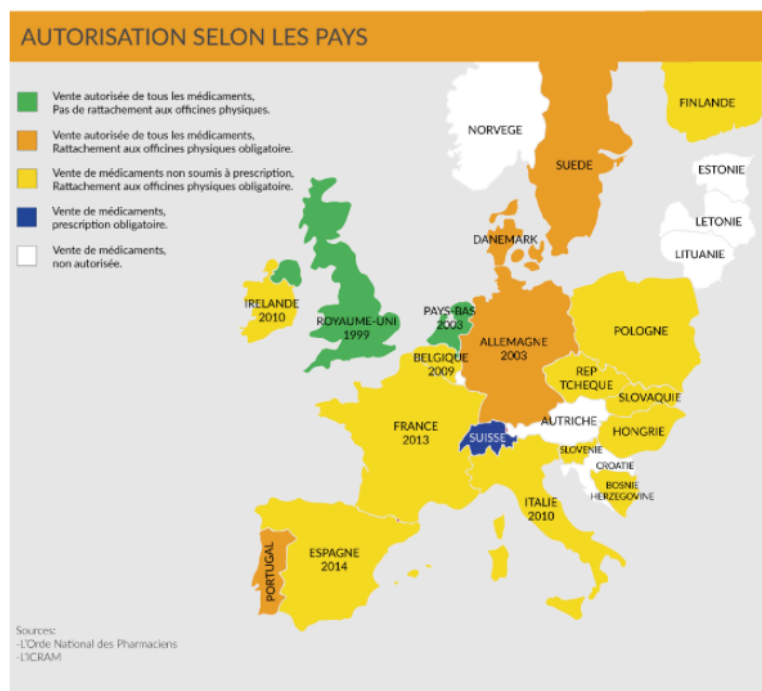 AUTORISATION SELON LES PAYS
Vente autorisée de tous les médicaments,
Pas de rattachement aux officines physiques.
Vente autorisée de tous les médicaments,
Rattachement aux officines physiques obligatoire.
Vente de médicaments non soumis à prescription,
Rattachement aux officines physiques obligatoire.
Vente de médicaments,
prescription obligatoire.
Vente de médicaments,
non autorisée.
FINLANDE
NORVEGE
SUEDE
ESTONIE
LETONIE
LITUANIE
DANEMARK
IRELANDE
2010
ROYAUME-UNI
1999
PAYS-BAS
2003
ALLEMAGNE
2003
POLOGNE
BELGIQUE
2009
REP
TCHEQUE
SLOVAQUIE
FRANCE
2013
SUISSE
AUTRICHE
HONGRIE
SLOVENIE
CROATIE
BOSNIE
HERZEGOVINE
ITALIE
2010
PORTUGAL
ESPAGNE
2014
Sources:
-L'Orde National des Pharmaciens
-L'ICRAM